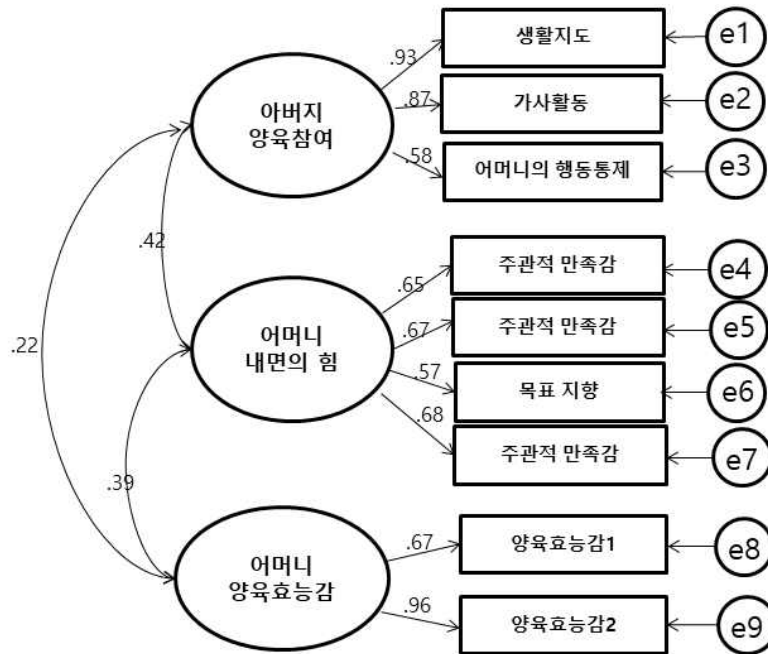 생활지도
e1
.93
아버지
양육참여
.87
가사활동
e2
.58
어머니의 행동통제
e3
.42
주관적 만족감
e4
.65
어머니
내면의 힘
.67
주관적 만족감
e5
.22
.57
목표 지향
e6
.68
주관적 만족감
e7
.39
어머니
양육효능감
.67
양육효능감1
e8
.96
양육효능감2
e9